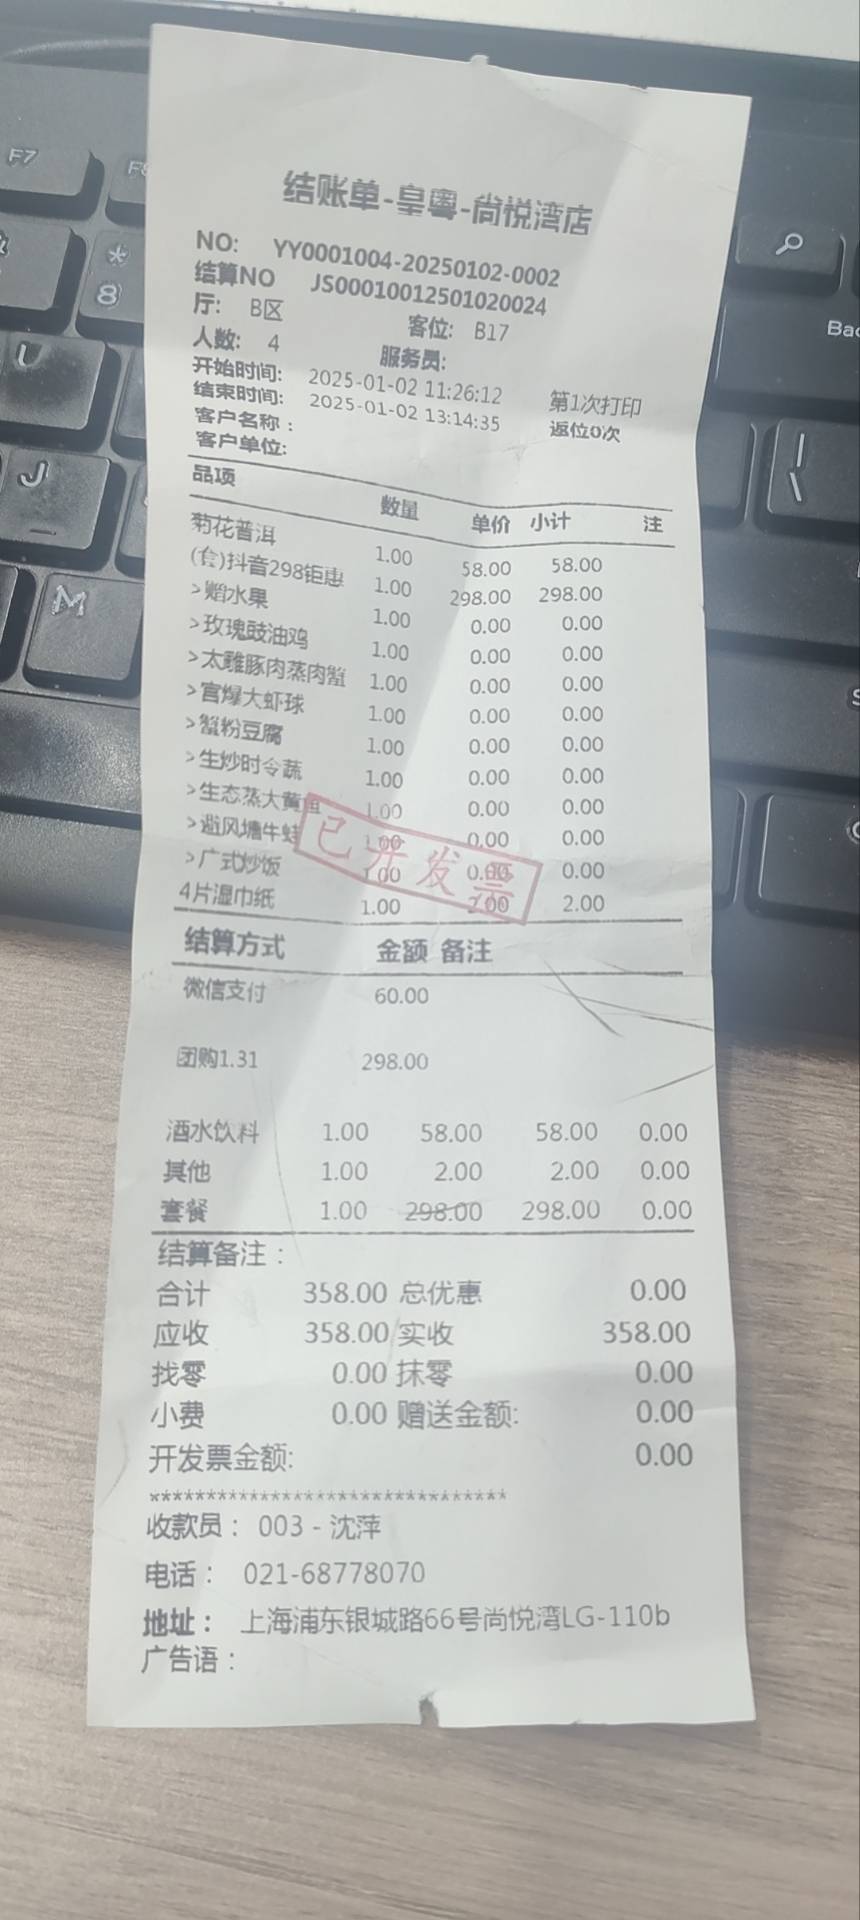 结账单-皇粤-尚悦湾店
NO: YY0001004-20250102-0002
结算NO JS00010012501020024
厅: B区 客位: B17
人数: 4 服务员:
开始时间: 2025-01-02 11:26:12 第1次打印
结束时间: 2025-01-02 13:14:35 返位0次
客户名称:
客户单位:
品项 数量 单价 小计 注
菊花普洱 1.00 58.00 58.00
(套)抖音298钜惠 1.00 298.00 298.00
>赠水果 1.00 0.00 0.00
>玫瑰豉油鸡 1.00 0.00 0.00
>太雕豚肉蒸肉蟹 1.00 0.00 0.00
>宫爆大虾球 1.00 0.00 0.00
>蟹粉豆腐 1.00 0.00 0.00
>生炒时令蔬 1.00 0.00 0.00
>生态蒸大黄鱼 1.00 0.00 0.00
>避风塘牛蛙 1.00 0.00 0.00
>广式炒饭 1.00 0.00 0.00
4片湿巾纸 1.00 2.00 2.00
已开发票
结算方式 金额 备注
微信支付 60.00
团购1.31 298.00
酒水饮料 1.00 58.00 58.00 0.00
其他 1.00 2.00 2.00 0.00
套餐 1.00 298.00 298.00 0.00
结算备注:
合计 358.00 总优惠 0.00
应收 358.00 实收 358.00
找零 0.00 抹零 0.00
小费 0.00 赠送金额: 0.00
开发票金额: 0.00
*******************************
收款员: 003 - 沈萍
电话: 021-68778070
地址: 上海浦东银城路66号尚悦湾LG-110b
广告语:
F7
*
8
U
J
M
Bac
|
\